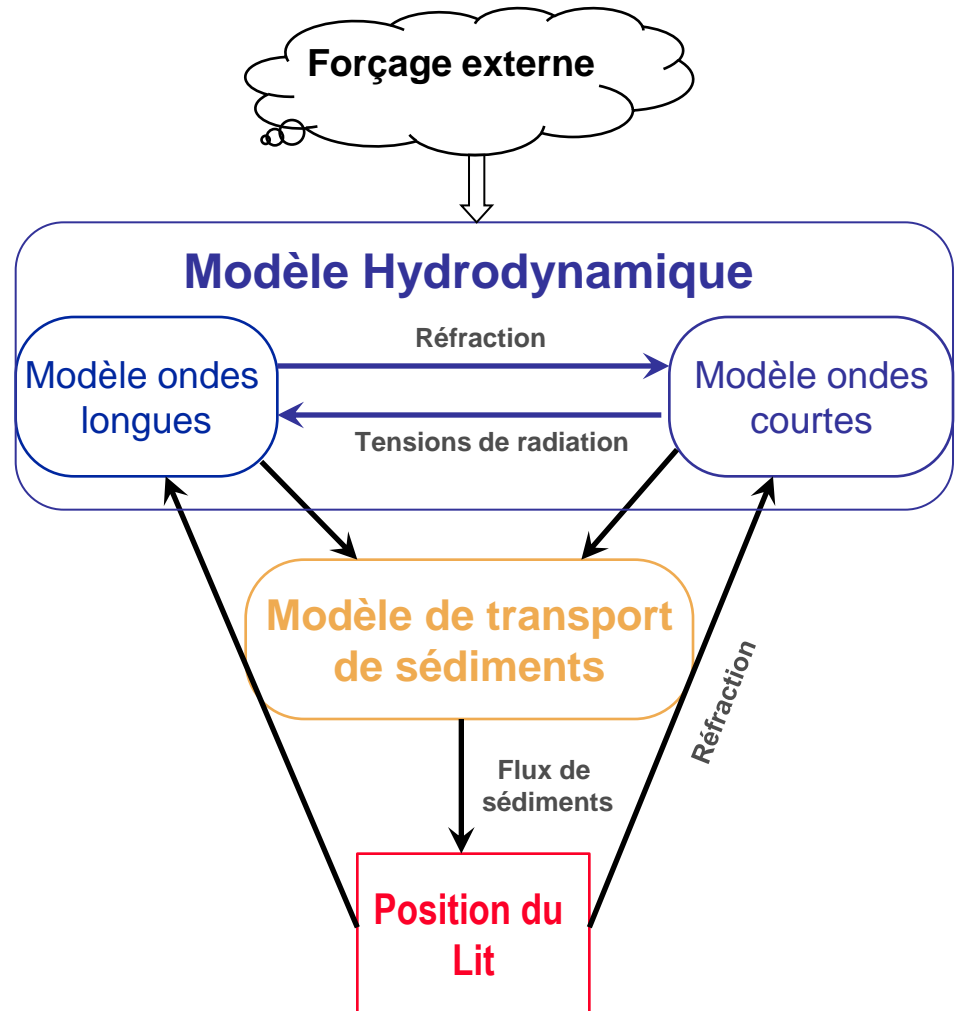 Forçage externe
Modèle Hydrodynamique
Réfraction
Modèle ondes
longues
Modèle ondes
courtes
Tensions de radiation
Modèle de transport
de sédiments
Réfraction
Flux de
sédiments
Position du
Lit